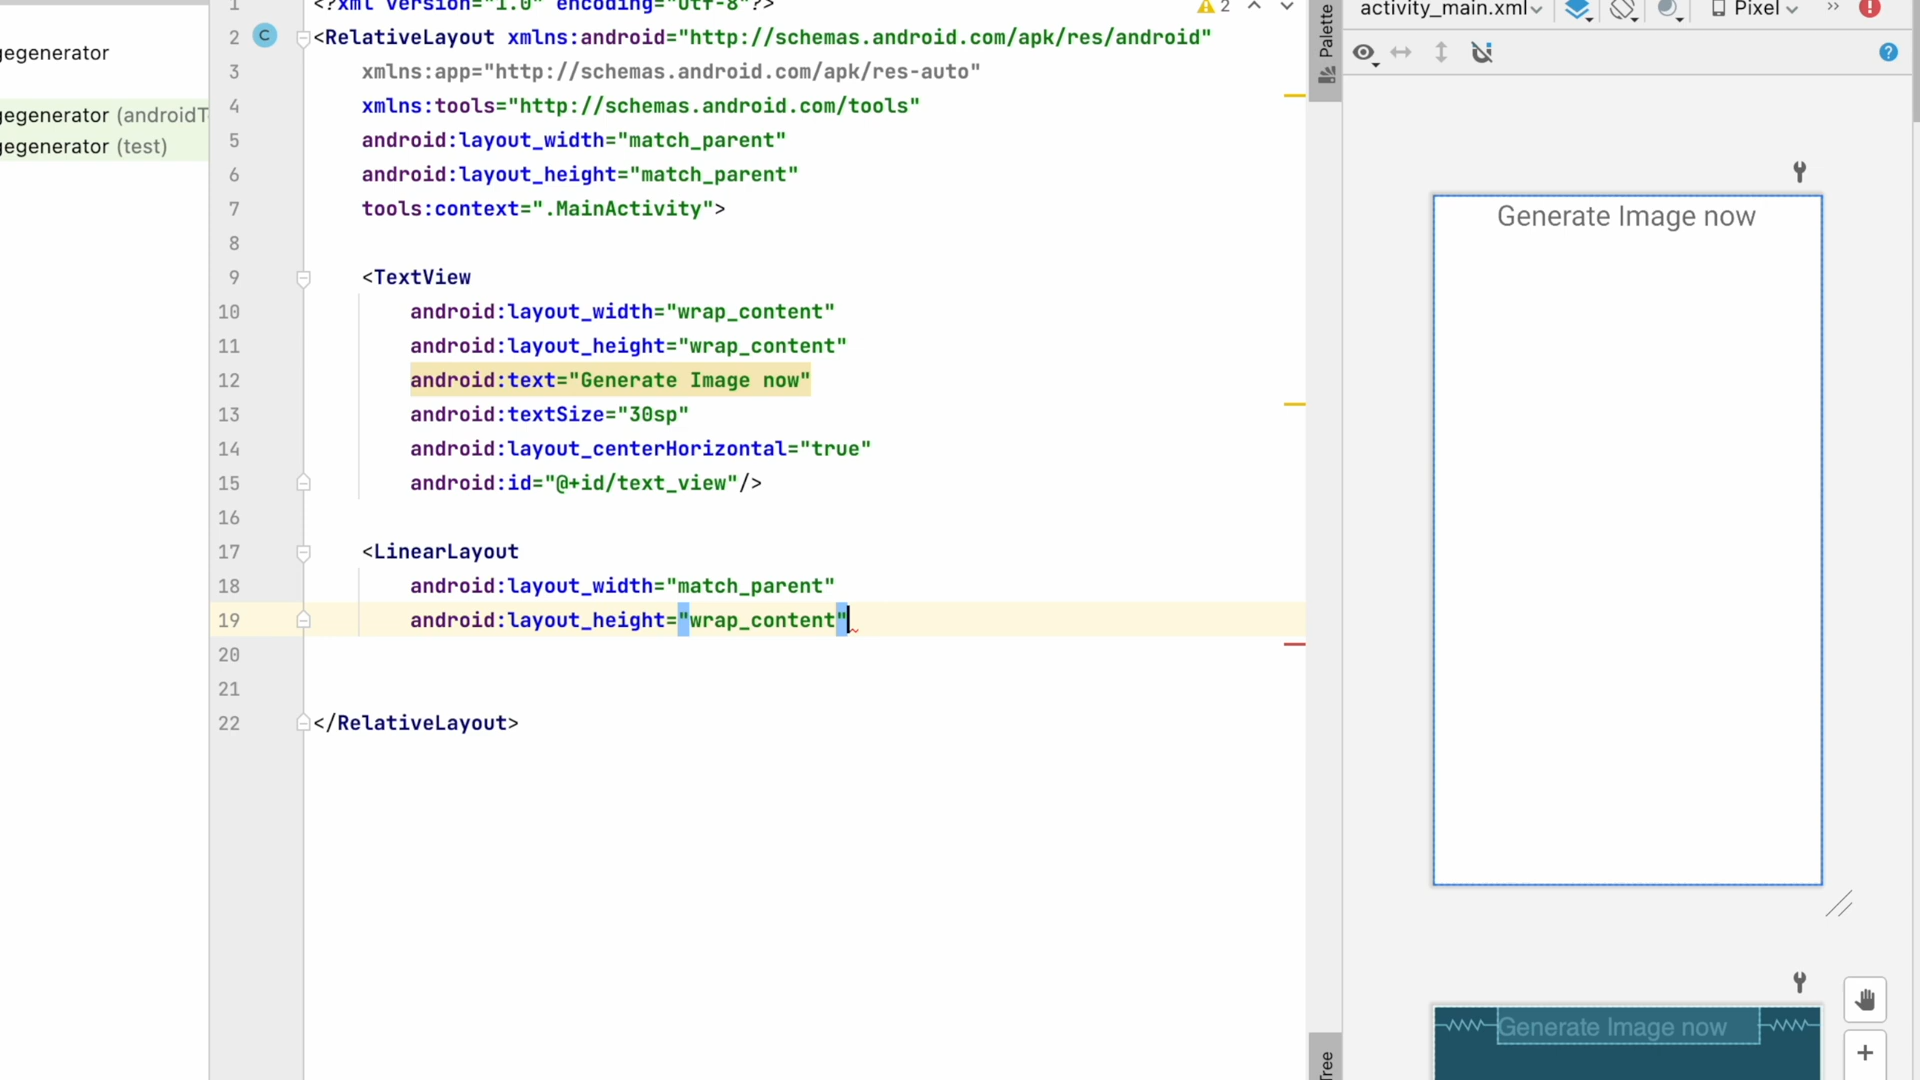 gegenerator
gegenerator (androidT
gegenerator (test)
1 <?xml version="1.0" encoding="utf-8"?>
2 <RelativeLayout xmlns:android="http://schemas.android.com/apk/res/android"
3 xmlns:app="http://schemas.android.com/apk/res-auto"
4 xmlns:tools="http://schemas.android.com/tools"
5 android:layout_width="match_parent"
6 android:layout_height="match_parent"
7 tools:context=".MainActivity">
8
9 <TextView
10 android:layout_width="wrap_content"
11 android:layout_height="wrap_content"
12 android:text="Generate Image now"
13 android:textSize="30sp"
14 android:layout_centerHorizontal="true"
15 android:id="@+id/text_view"/>
16
17 <LinearLayout
18 android:layout_width="match_parent"
19 android:layout_height="wrap_content"
20
21
22 </RelativeLayout>
C
2
Palette
Tree
activity_main.xml
Pixel
Generate Image now
Generate Image now